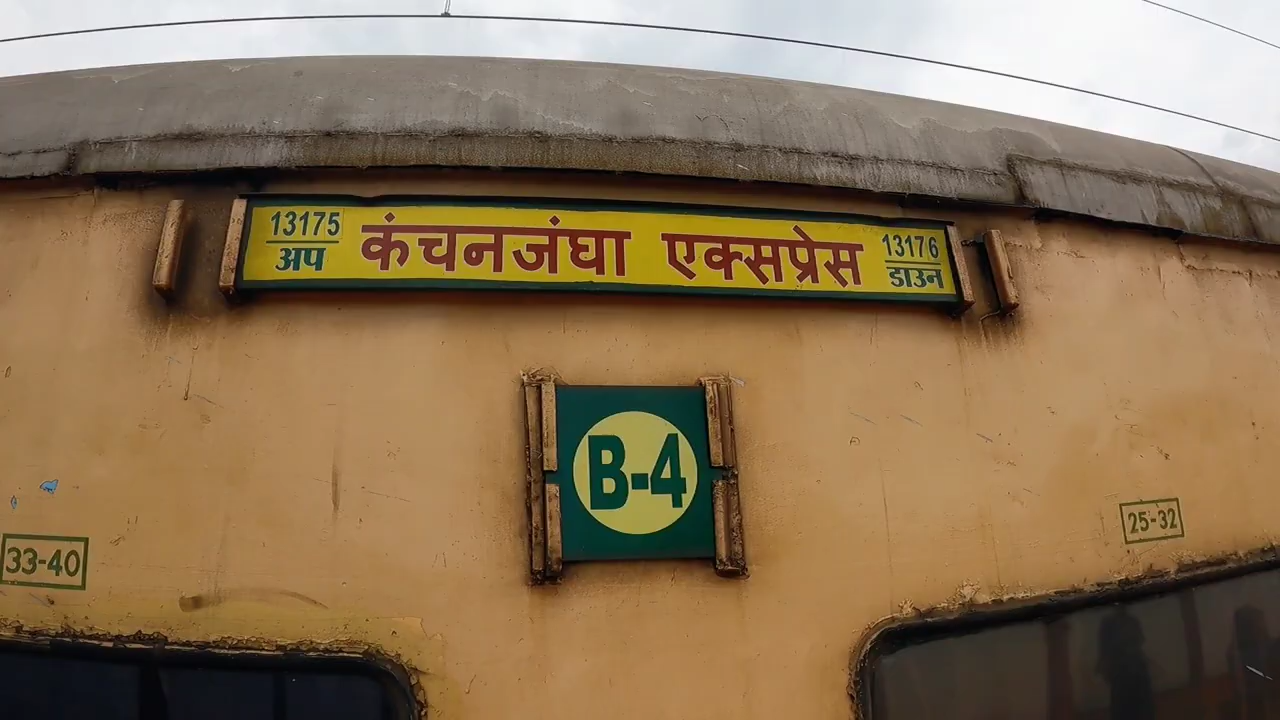 13175 अप
कंचनजंघा एक्सप्रेस
13176 डाउन
B-4
33-40
25-32